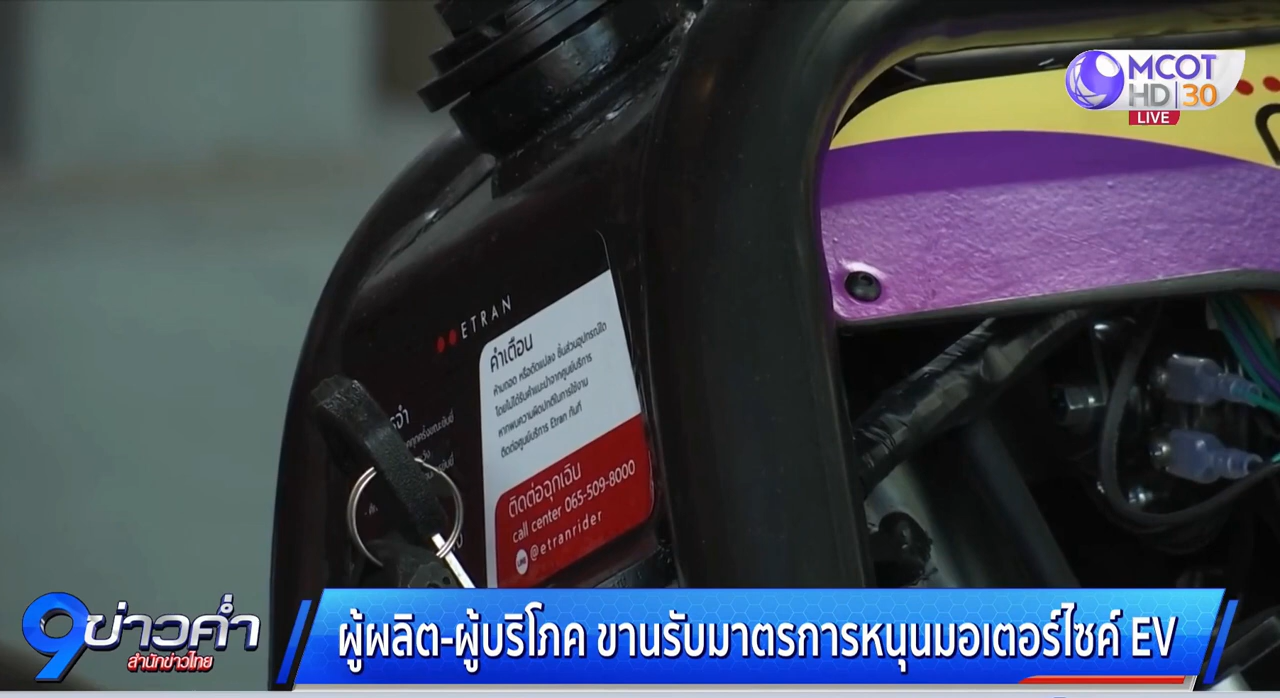 MCOT
HD 30
LIVE
ETRAN
คำเตือน
ห้ามถอด หรือดัดแปลง ชิ้นส่วนอุปกรณ์ใด
โดยไม่ได้รับคำแนะนำจากศูนย์บริการ
หากพบความผิดปกติในการใช้งาน
ติดต่อศูนย์บริการ Etran ทันที
ติดต่อฉุกเฉิน
call center 065-509-8000
LINE @etranrider
9 ข่าวค่ำ
สำนักข่าวไทย
ผู้ผลิต-ผู้บริโภค ขานรับมาตรการหนุนมอเตอร์ไซค์ EV